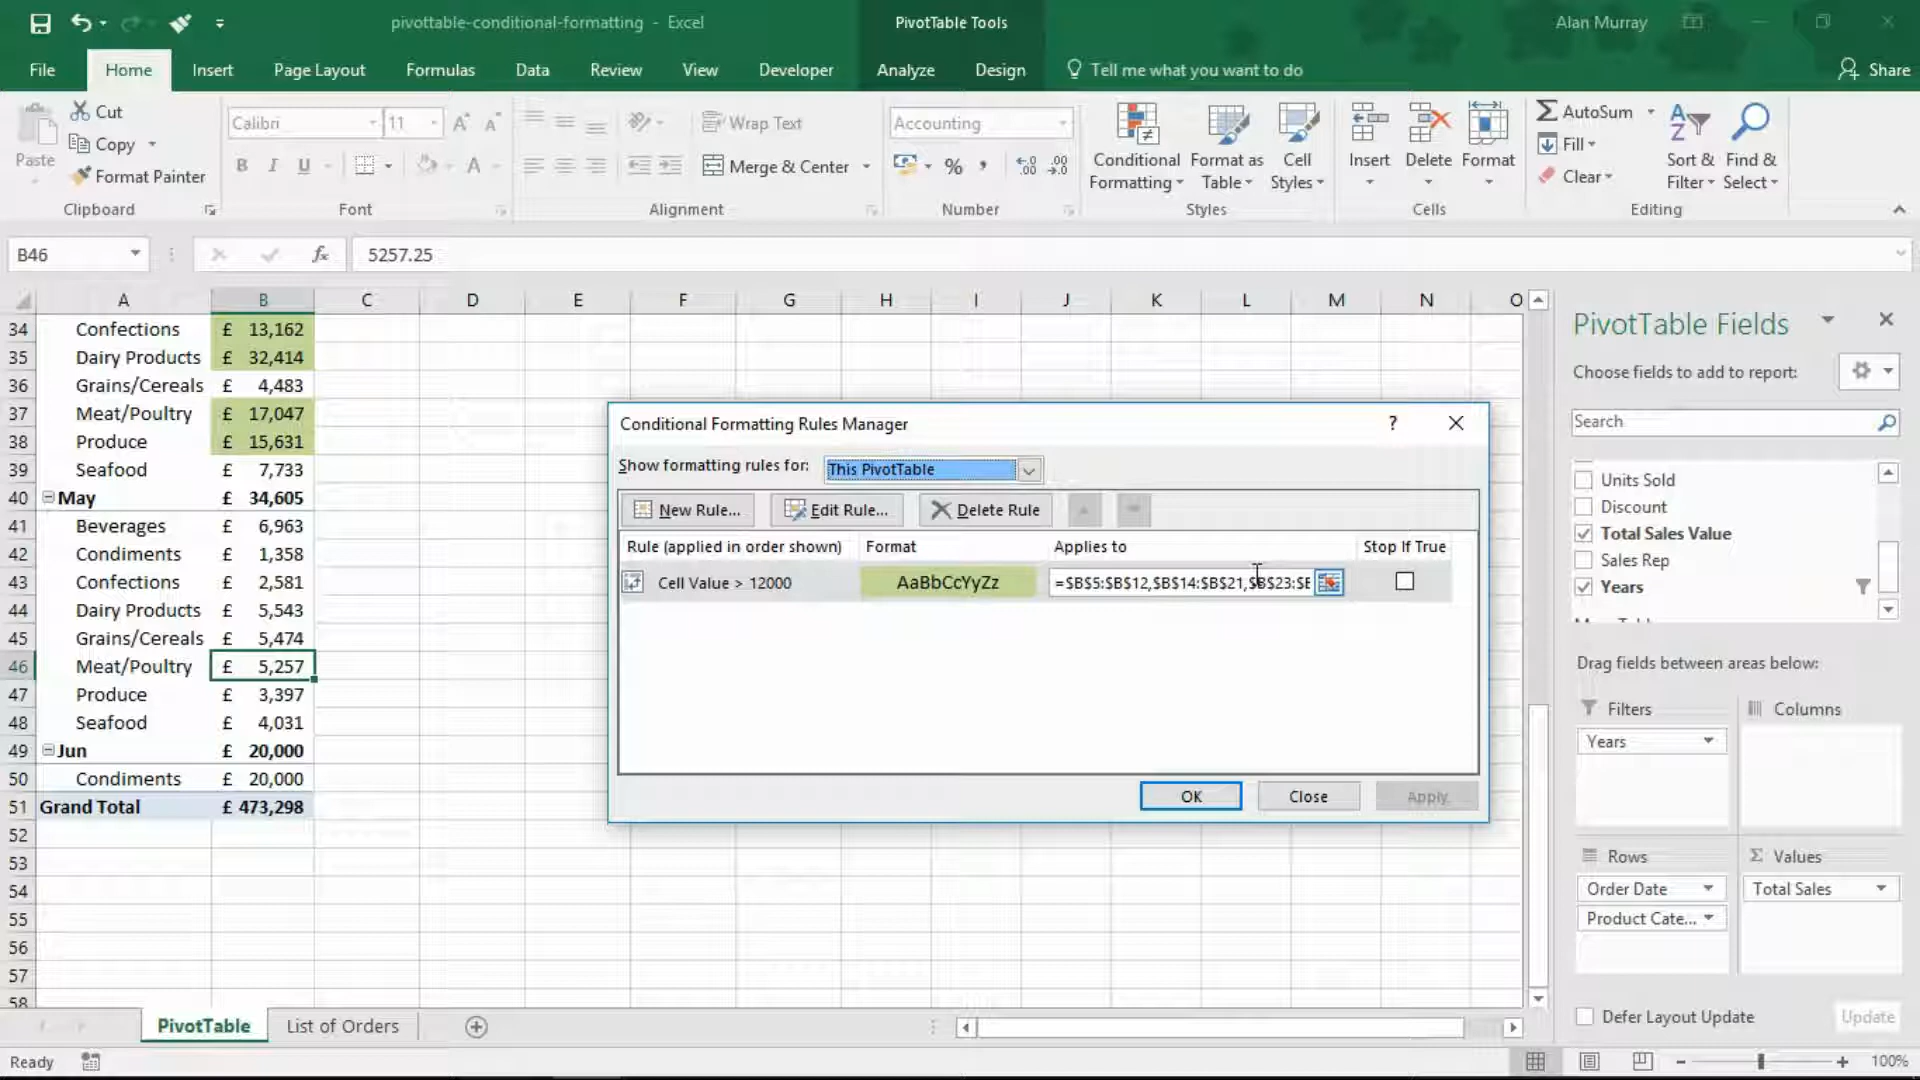 pivottable-conditional-formatting - Excel
PivotTable Tools
Alan Murray
File Home Insert Page Layout Formulas Data Review View Developer Analyze Design Tell me what you want to do Share
Paste
Cut
Copy
Format Painter
Clipboard
Calibri 11
B I U A
Font
Wrap Text
Merge & Center
Alignment
Accounting
% ,
Number
Conditional Formatting
Format as Table
Cell Styles
Styles
Insert Delete Format
Cells
AutoSum
Fill
Clear
Sort & Filter
Find & Select
Editing
B46 fx 5257.25
A B C D E F G H I J K L M N O
34 Confections £ 13,162
35 Dairy Products £ 32,414
36 Grains/Cereals £ 4,483
37 Meat/Poultry £ 17,047
38 Produce £ 15,631
39 Seafood £ 7,733
40 May £ 34,605
41 Beverages £ 6,963
42 Condiments £ 1,358
43 Confections £ 2,581
44 Dairy Products £ 5,543
45 Grains/Cereals £ 5,474
46 Meat/Poultry £ 5,257
47 Produce £ 3,397
48 Seafood £ 4,031
49 Jun £ 20,000
50 Condiments £ 20,000
51 Grand Total £ 473,298
52
53
54
55
56
57
58
Conditional Formatting Rules Manager ?
Show formatting rules for: This PivotTable
New Rule... Edit Rule... Delete Rule
Rule (applied in order shown) Format Applies to Stop If True
Cell Value > 12000 AaBbCcYyZz =$B$5:$B$12,$B$14:$B$21,$B$23:$B
OK Close Apply
PivotTable Fields
Choose fields to add to report:
Search
Units Sold
Discount
Total Sales Value
Sales Rep
Years
Drag fields between areas below:
Filters
Columns
Years
Rows
Values
Order Date
Total Sales
Product Cate...
Defer Layout Update
Update
PivotTable List of Orders
Ready
100%